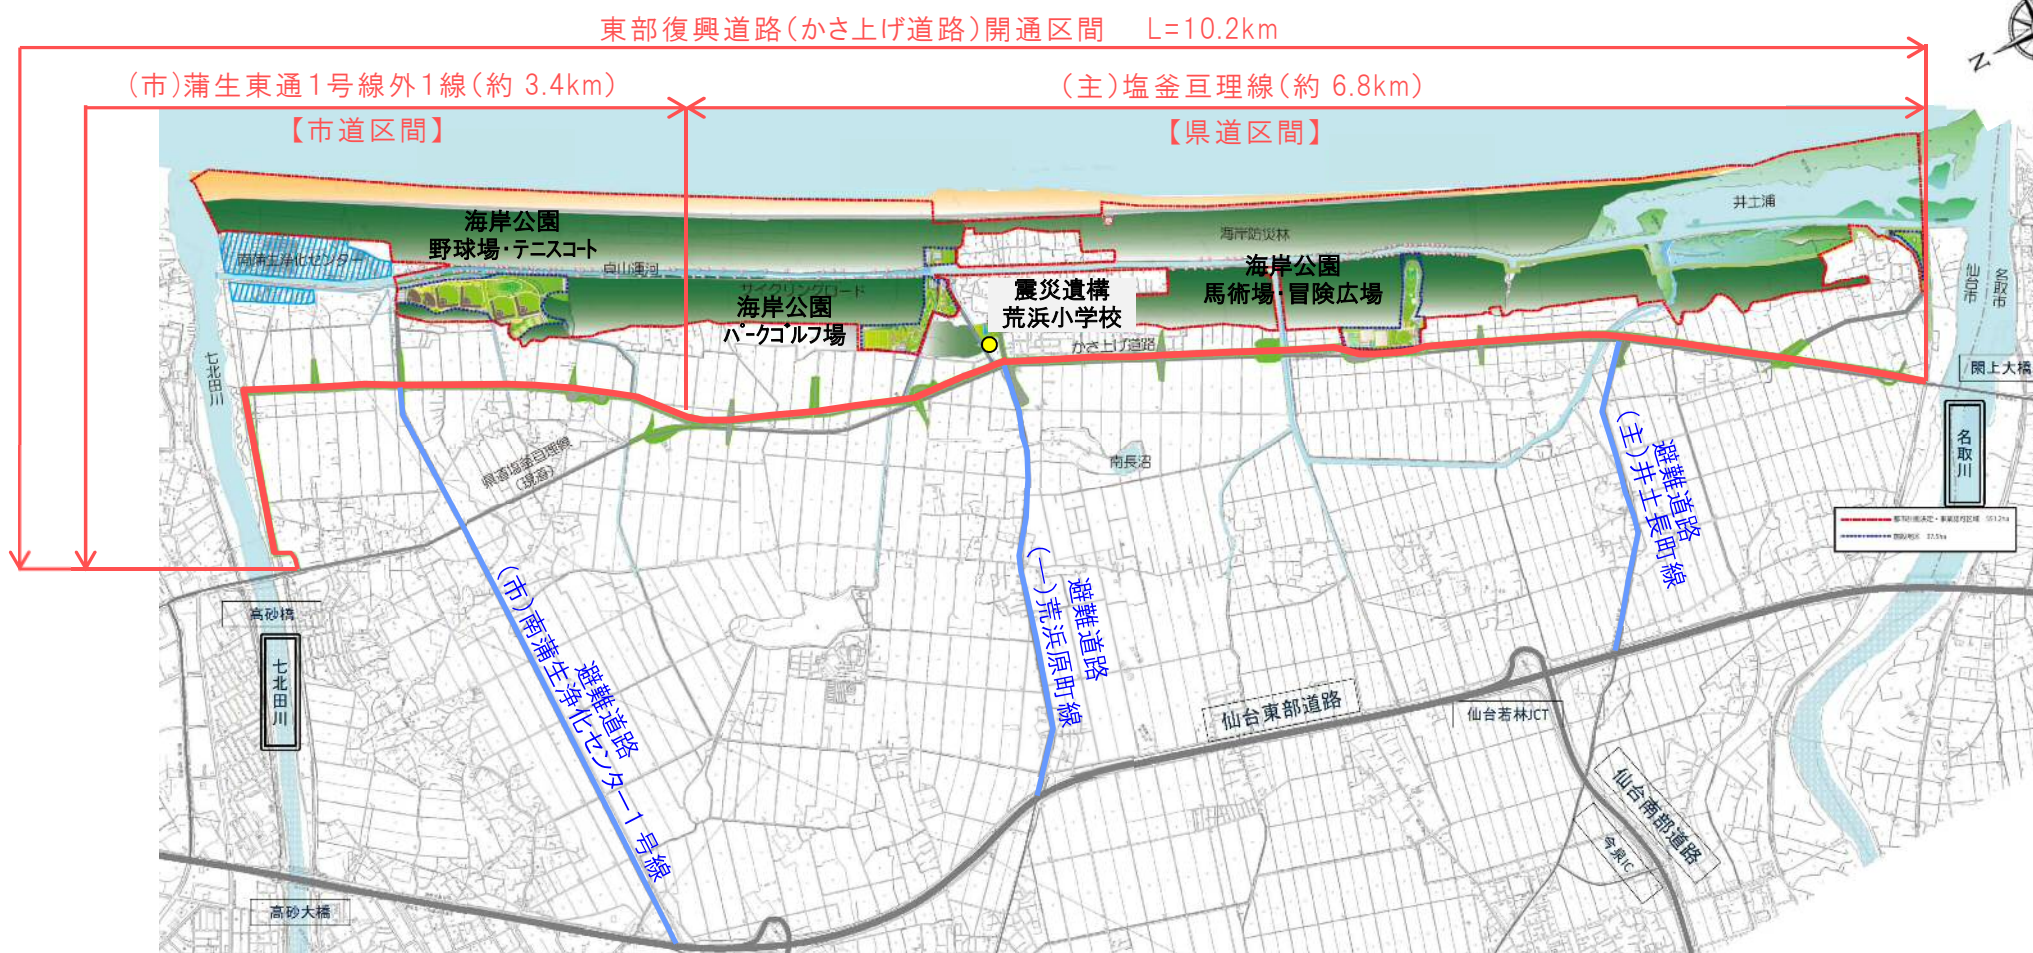 東部復興道路(かさ上げ道路)開通区間 L=10.2km
(市)蒲生東通1号線外1線(約 3.4km)
(主)塩釜亘理線(約 6.8km)
【市道区間】
【県道区間】
N
海岸公園
野球場・テニスコート
南蒲生浄化センター
貞山運河
サイクリングロード
海岸公園
パークゴルフ場
震災遺構
荒浜小学校
かさ上げ道路
海岸防災林
海岸公園
馬術場・冒険広場
井土浦
仙台市
名取市
七北田川
閖上大橋
名取川
県道塩釜亘理線
(現道)
南長沼
避難道路
(主)井土長町線
避難道路
(一)荒浜原町線
避難道路
(市)南蒲生浄化センター1号線
高砂橋
七北田川
高砂大橋
仙台東部道路
仙台若林JCT
仙台南部道路
今泉IC